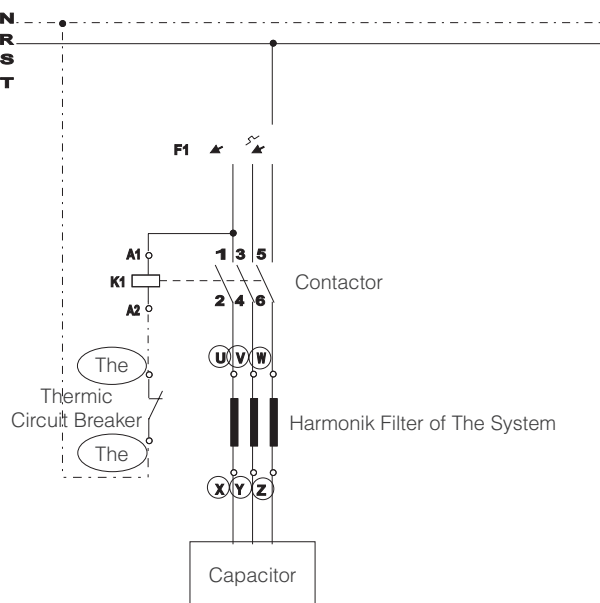 N
R
S
T
F1
A1
1 3 5
K1
Contactor
2 4 6
A2
U V W
The
Thermic
Circuit Breaker
Harmonik Filter of The System
The
X Y Z
Capacitor